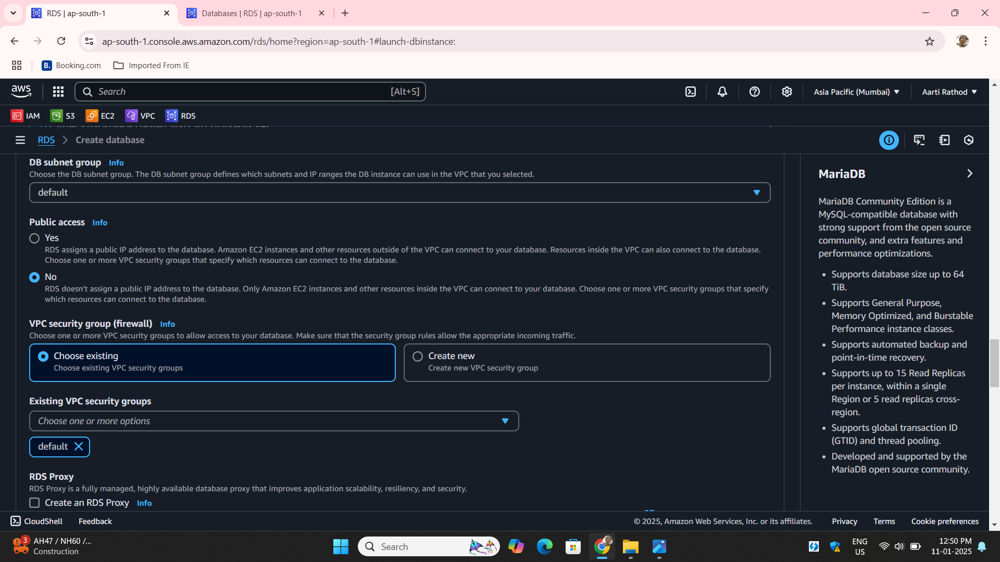 RDS | ap-south-1
Databases | RDS | ap-south-1
ap-south-1.console.aws.amazon.com/rds/home?region=ap-south-1#launch-dbinstance:
B. Booking.com
Imported From IE
aws
Search
[Alt+S]
Asia Pacific (Mumbai)
Aarti Rathod
IAM
S3
EC2
VPC
RDS
RDS
Create database
DB subnet group Info
Choose the DB subnet group. The DB subnet group defines which subnets and IP ranges the DB instance can use in the VPC that you selected.
default
Public access Info
Yes
RDS assigns a public IP address to the database. Amazon EC2 instances and other resources outside of the VPC can connect to your database. Resources inside the VPC can also connect to the database.
Choose one or more VPC security groups that specify which resources can connect to the database.
No
RDS doesn't assign a public IP address to the database. Only Amazon EC2 instances and other resources inside the VPC can connect to your database. Choose one or more VPC security groups that specify
which resources can connect to the database.
VPC security group (firewall) Info
Choose one or more VPC security groups to allow access to your database. Make sure that the security group rules allow the appropriate incoming traffic.
Choose existing
Choose existing VPC security groups
Create new
Create new VPC security group
Existing VPC security groups
Choose one or more options
default
RDS Proxy
RDS Proxy is a fully managed, highly available database proxy that improves application scalability, resiliency, and security.
Create an RDS Proxy Info
MariaDB
MariaDB Community Edition is a
MySQL-compatible database with
strong support from the open source
community, and extra features and
performance optimizations.
• Supports database size up to 64
TiB.
• Supports General Purpose,
Memory Optimized, and Burstable
Performance instance classes.
• Supports automated backup and
point-in-time recovery.
• Supports up to 15 Read Replicas
per instance, within a single
Region or 5 read replicas cross-
region.
• Supports global transaction ID
(GTID) and thread pooling.
• Developed and supported by the
MariaDB open source community.
CloudShell
Feedback
© 2025, Amazon Web Services, Inc. or its affiliates.
Privacy
Terms
Cookie preferences
3
AH47 / NH60 /...
Construction
Search
ENG
US
12:50 PM
11-01-2025